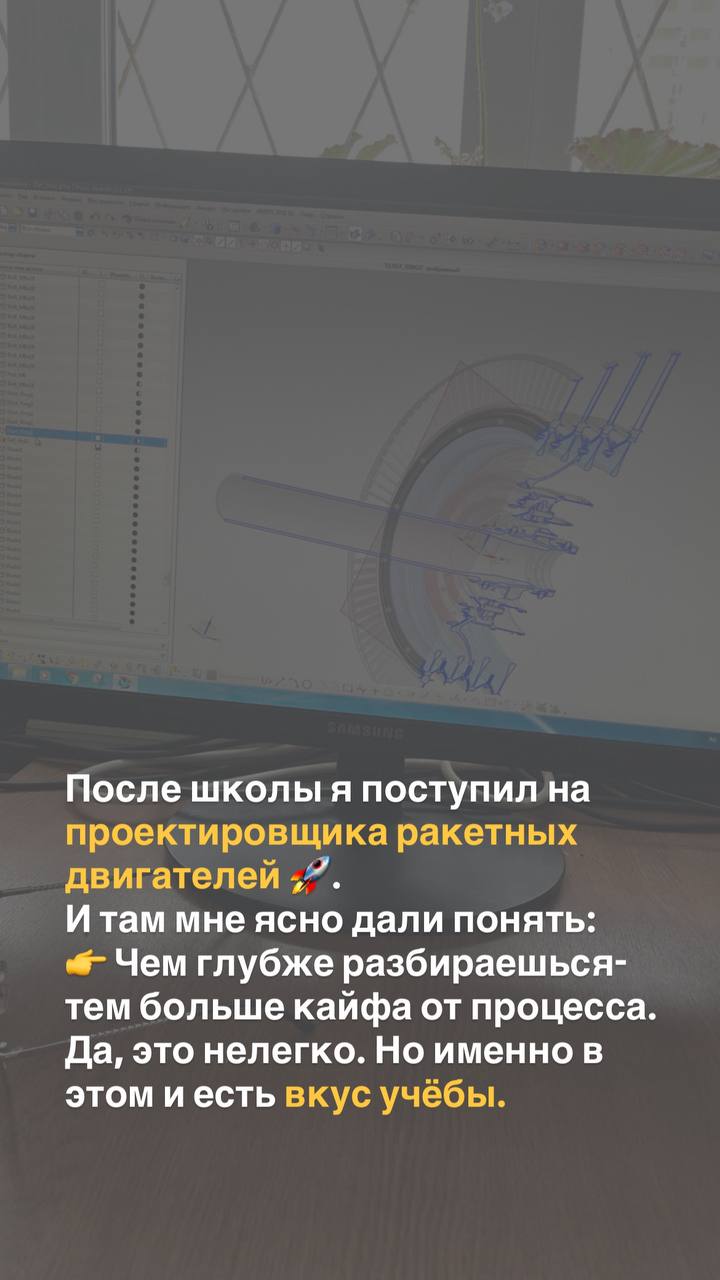 SAMSUNG
После школы я поступил на
проектировщика ракетных
двигателей 🚀.
И там мне ясно дали понять:
👉 Чем глубже разбираешься-
тем больше кайфа от процесса.
Да, это нелегко. Но именно в
этом и есть вкус учёбы.